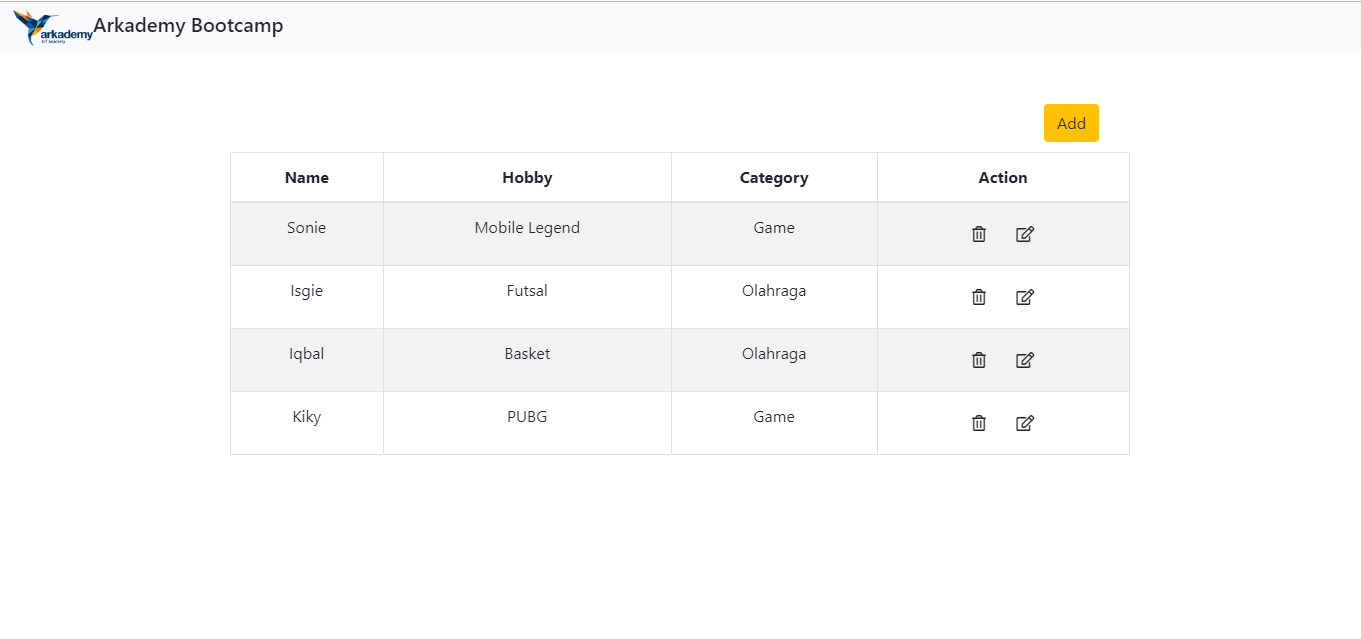 arkademy Arkademy Bootcamp
Add
Name Hobby Category Action
Sonie Mobile Legend Game
Isgie Futsal Olahraga
Iqbal Basket Olahraga
Kiky PUBG Game